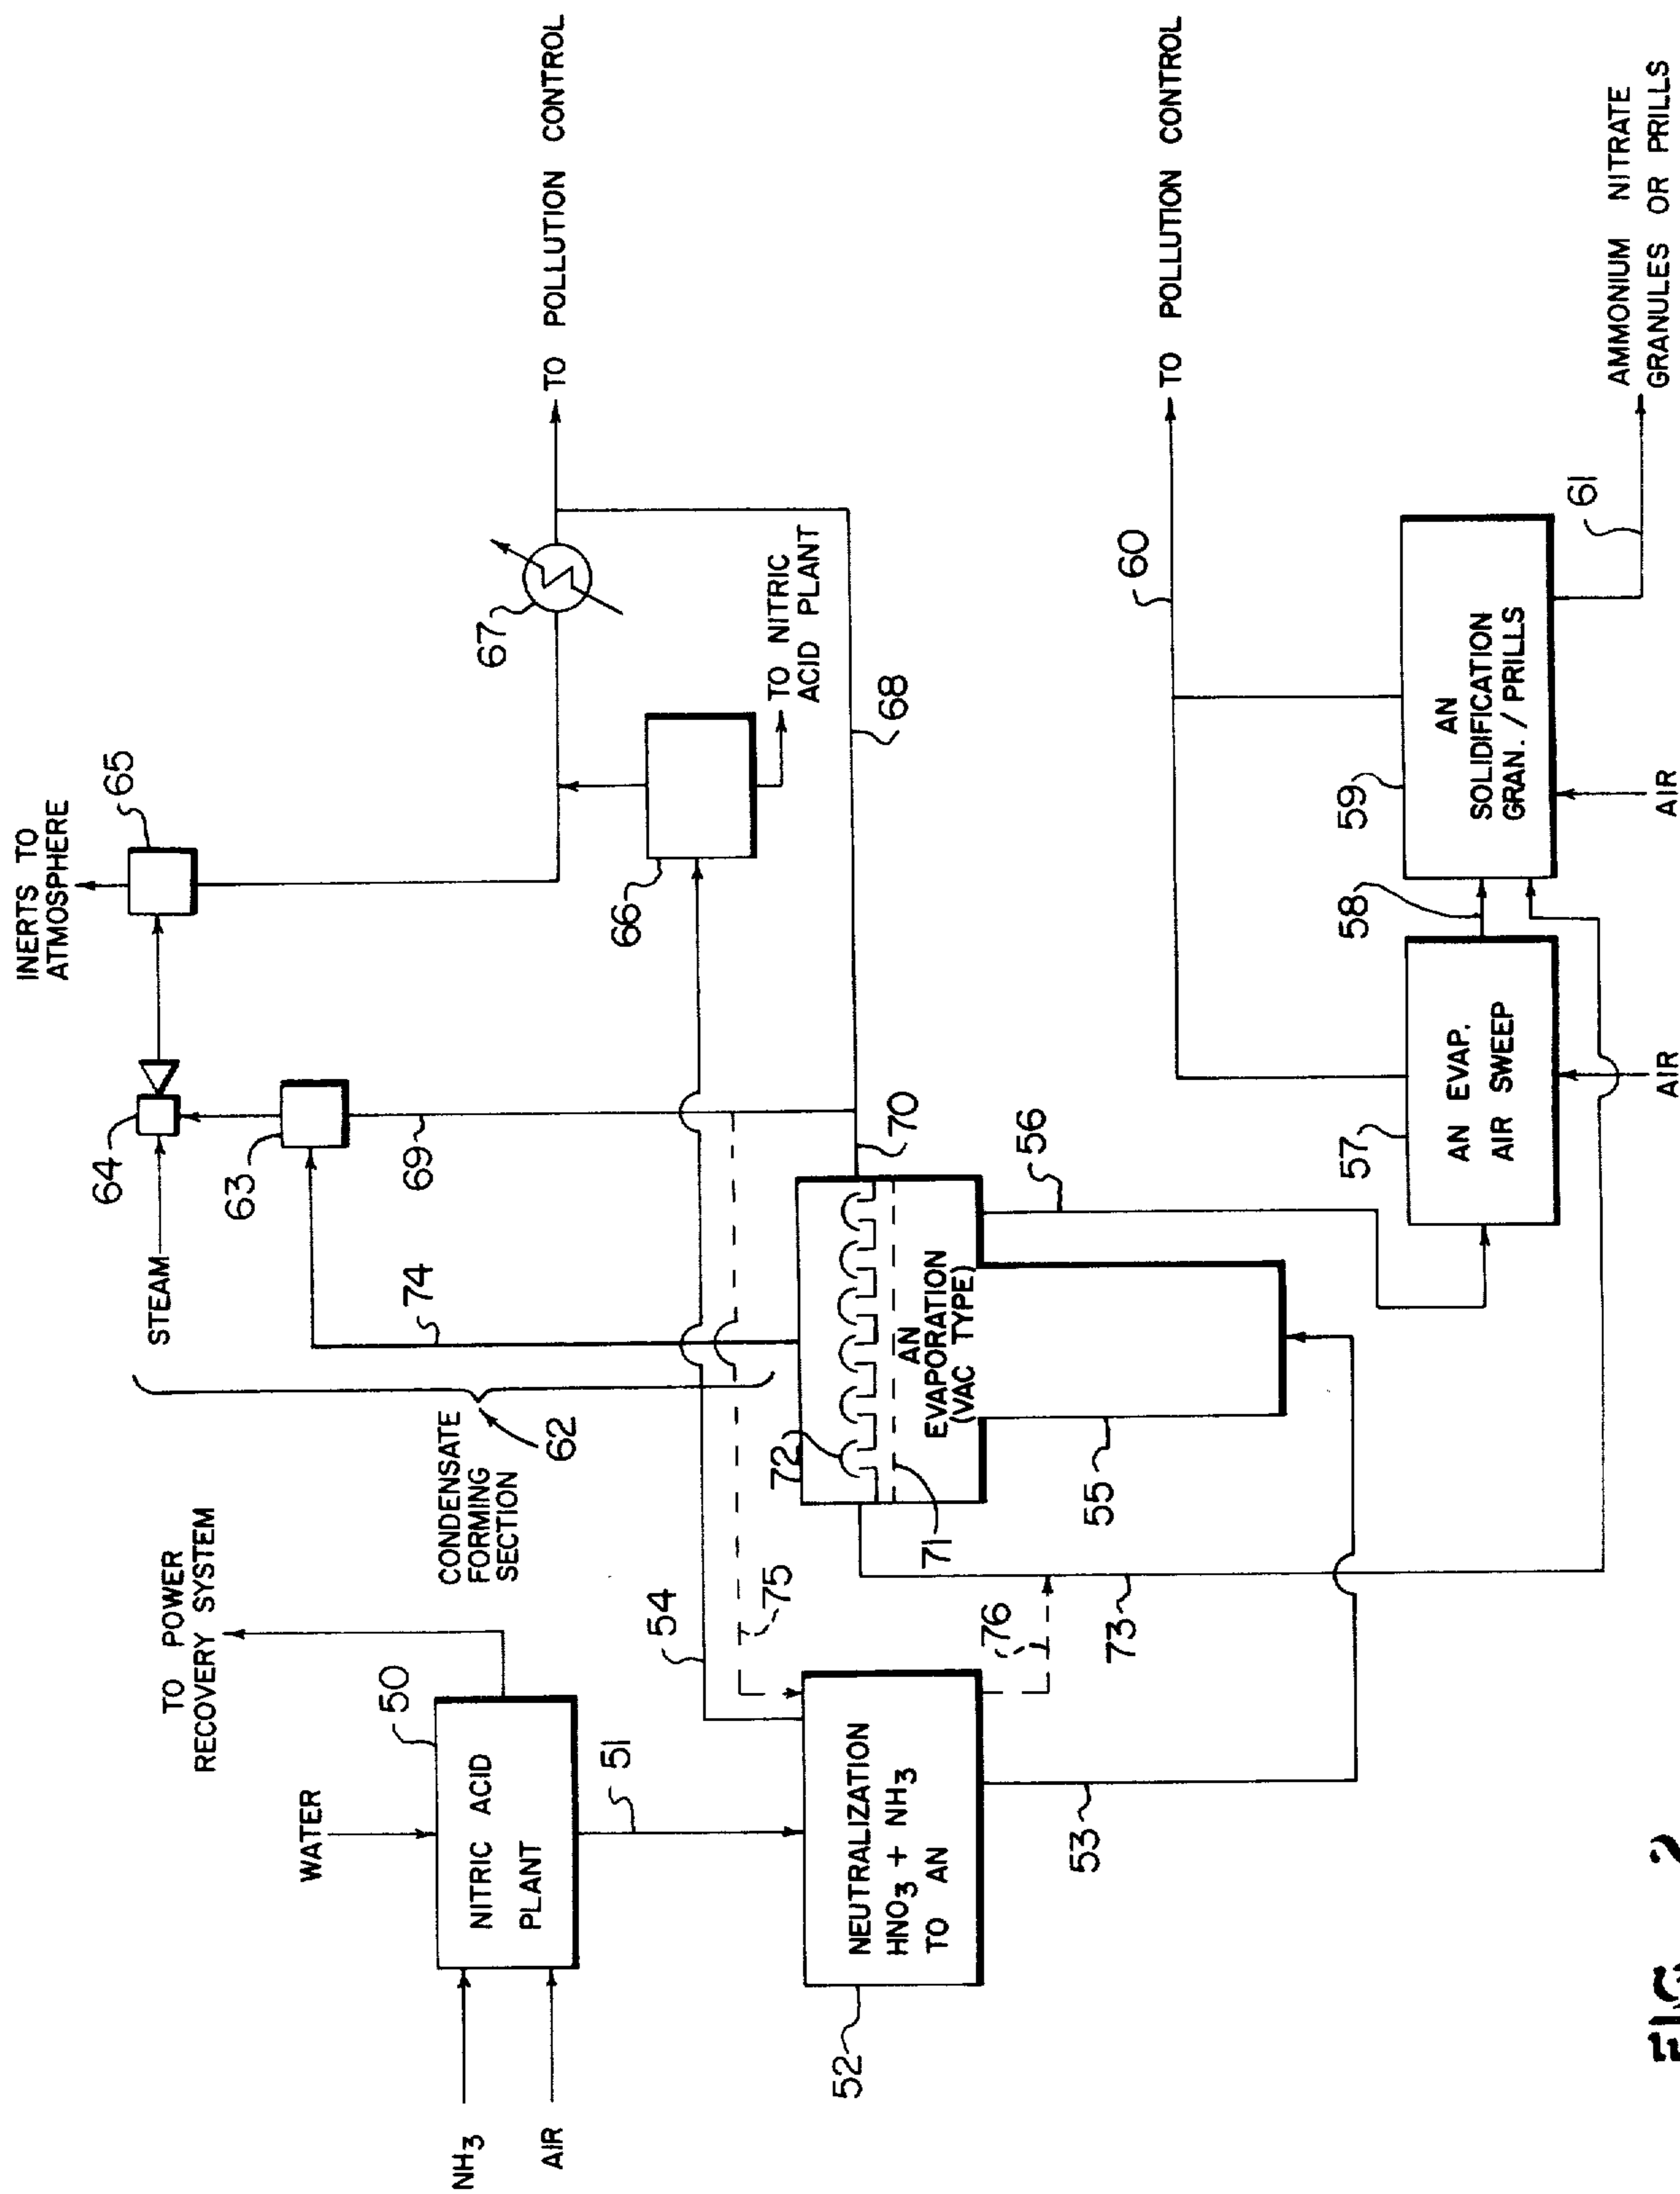 TO POWER
RECOVERY SYSTEM
WATER
NH3
AIR
50
NITRIC ACID
PLANT
51
52
NEUTRALIZATION
HNO3 + NH3
TO AN
53
54
75
76
73
CONDENSATE
FORMING
SECTION
62
STEAM
64
63
74
69
INERTS TO
ATMOSPHERE
65
66
TO NITRIC
ACID PLANT
67
TO POLLUTION CONTROL
68
70
72
71
AN
EVAPORATION
(VAC TYPE)
55
56
57
AN EVAP.
AIR SWEEP
AIR
58
59
AN
SOLIDIFICATION
GRAN. / PRILLS
AIR
60
TO POLLUTION CONTROL
61
AMMONIUM NITRATE
GRANULES OR PRILLS